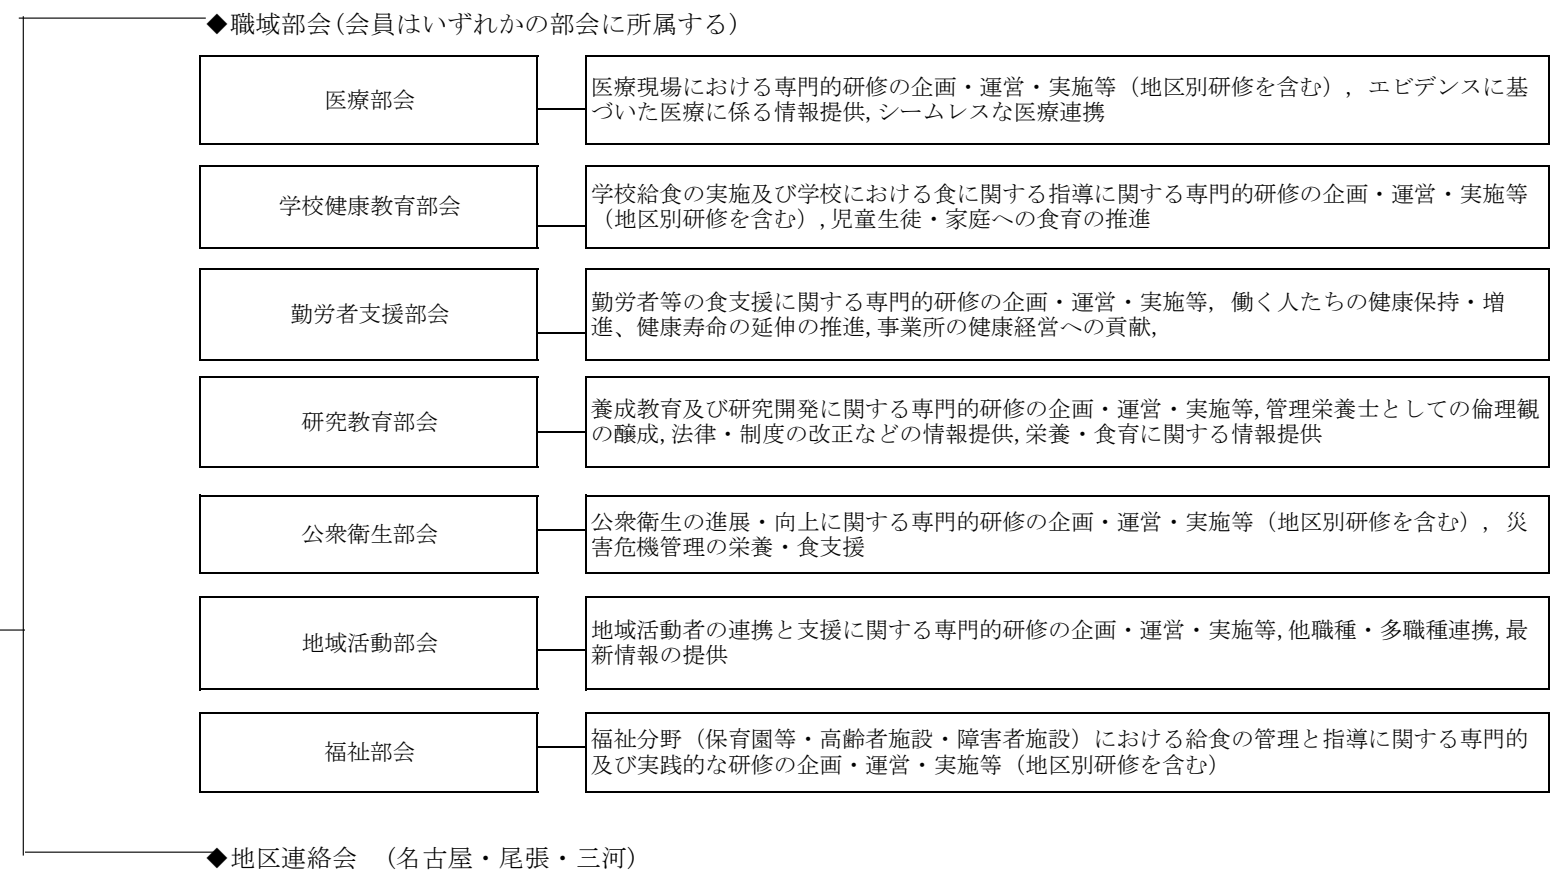 ◆職域部会(会員はいずれかの部会に所属する)
医療部会
医療現場における専門的研修の企画・運営・実施等（地区別研修を含む）, エビデンスに基
づいた医療に係る情報提供,シームレスな医療連携
学校健康教育部会
学校給食の実施及び学校における食に関する指導に関する専門的研修の企画・運営・実施等
（地区別研修を含む）,児童生徒・家庭への食育の推進
勤労者支援部会
勤労者等の食支援に関する専門的研修の企画・運営・実施等, 働く人たちの健康保持・増
進、健康寿命の延伸の推進,事業所の健康経営への貢献,
研究教育部会
養成教育及び研究開発に関する専門的研修の企画・運営・実施等,管理栄養士としての倫理観
の醸成,法律・制度の改正などの情報提供,栄養・食育に関する情報提供
公衆衛生部会
公衆衛生の進展・向上に関する専門的研修の企画・運営・実施等（地区別研修を含む）, 災
害危機管理の栄養・食支援
地域活動部会
地域活動者の連携と支援に関する専門的研修の企画・運営・実施等,他職種・多職種連携,最
新情報の提供
福祉部会
福祉分野（保育園等・高齢者施設・障害者施設）における給食の管理と指導に関する専門的
及び実践的な研修の企画・運営・実施等（地区別研修を含む）
◆地区連絡会　（名古屋・尾張・三河）